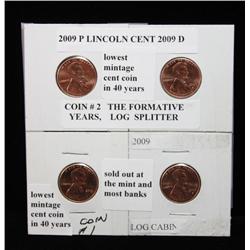 2009 P LINCOLN CENT 2009 D
lowest
mintage
cent coin
in 40 years
COIN # 2 THE FORMATIVE
YEARS, LOG SPLITTER
2009
lowest
mintage
cent coin
in 40 years
sold out at
the mint and
most banks
COIN
#1
LOG CABIN